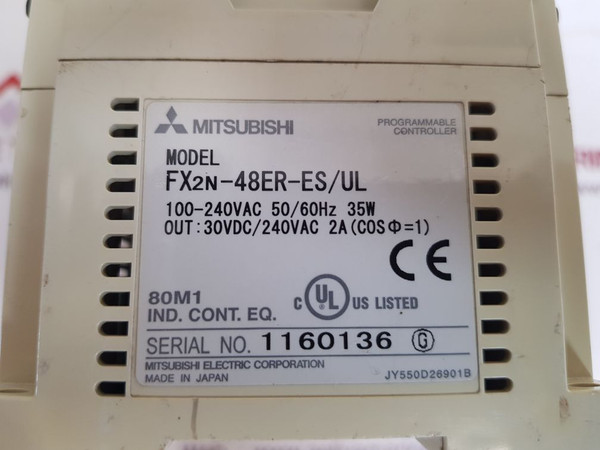 MITSUBISHI
PROGRAMMABLE
CONTROLLER
MODEL
FX2N-48ER-ES/UL
100-240VAC 50/60Hz 35W
OUT:30VDC/240VAC 2A(COSΦ=1)
CE
80M1
IND. CONT. EQ.
C UL US LISTED
SERIAL NO. 1160136 G
MITSUBISHI ELECTRIC CORPORATION
MADE IN JAPAN
JY550D26901B